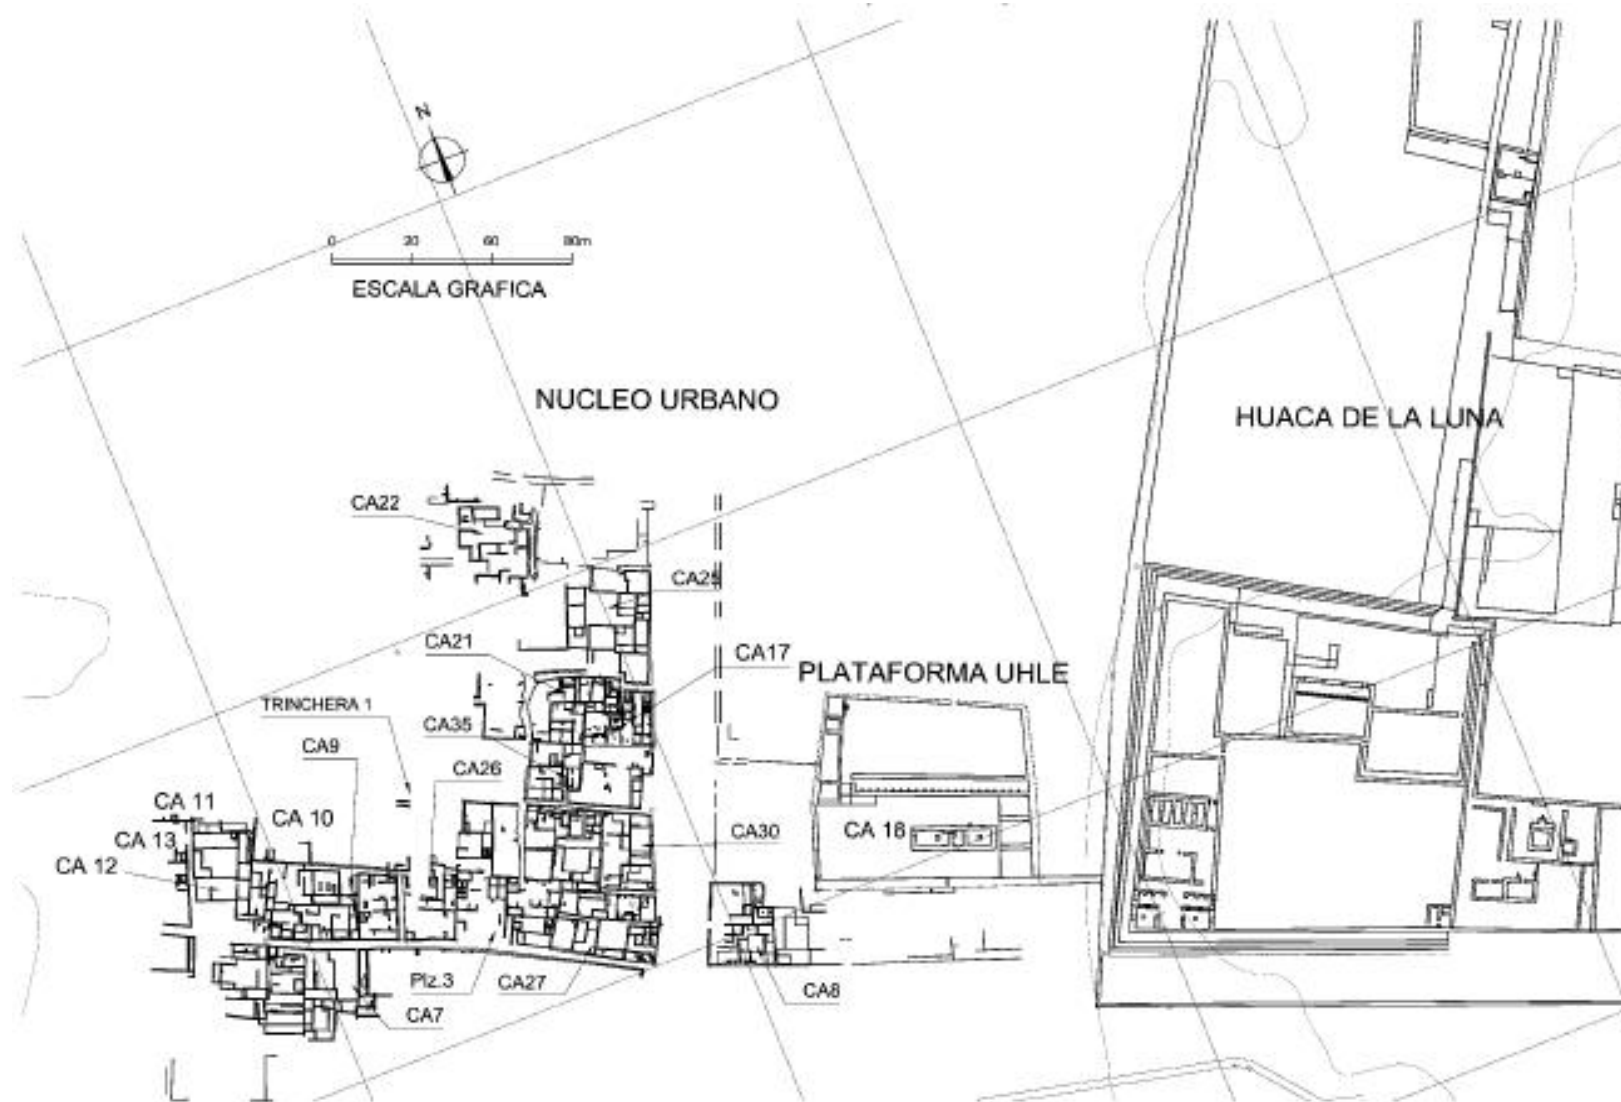 N
0 20 60 80m
ESCALA GRAFICA
NUCLEO URBANO
HUACA DE LA LUNA
CA22
CA25
CA21
CA17
PLATAFORMA UHLE
TRINCHERA 1
CA35
CA9
CA26
CA 11
CA 10
CA 13
CA30
CA 18
CA 12
Plz.3
CA27
CA8
CA7